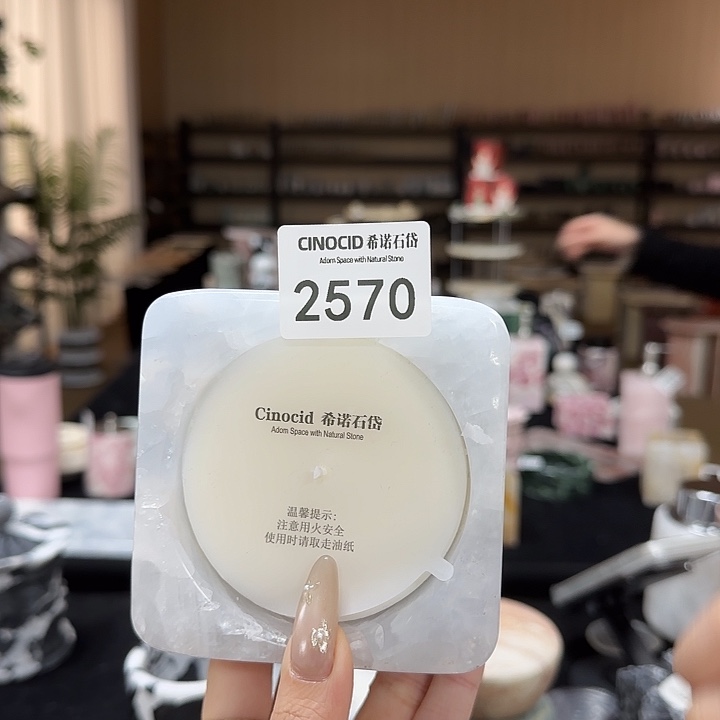 CINOCID 希诺石岱
Adorn Space with Natural Stone
2570
Cinocid 希诺石岱
Adorn Space with Natural Stone
温馨提示：
注意用火安全
使用时请取走油纸